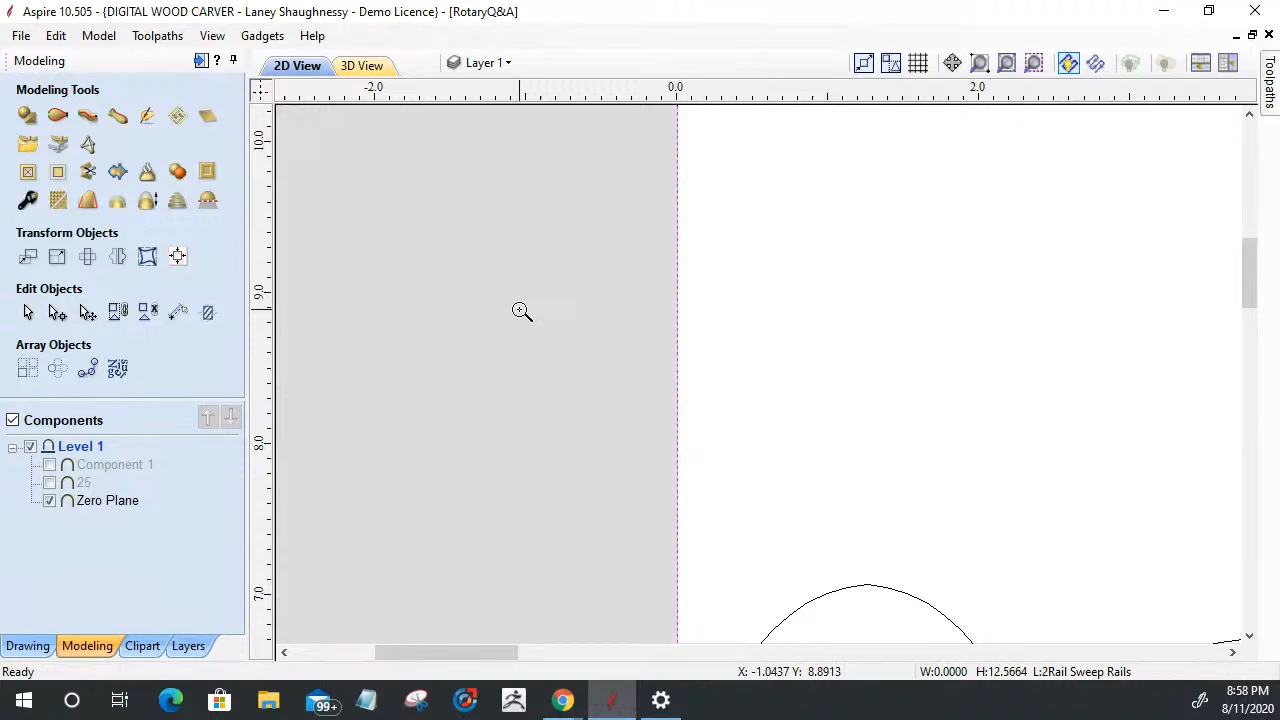 Aspire 10.505 - {DIGITAL WOOD CARVER - Laney Shaughnessy - Demo Licence} - [RotaryQ&A]
File Edit Model Toolpaths View Gadgets Help
Modeling
2D View 3D View Layer 1
Toolpaths
Modeling Tools
Transform Objects
Edit Objects
Array Objects
-2.0 0.0 2.0
10.0
9.0
8.0
7.0
Components
Level 1
Component 1
25
Zero Plane
Drawing Modeling Clipart Layers
Ready X: -1.0437 Y: 8.8913 W:0.0000 H:12.5664 L:2Rail Sweep Rails
99+
8:58 PM
8/11/2020